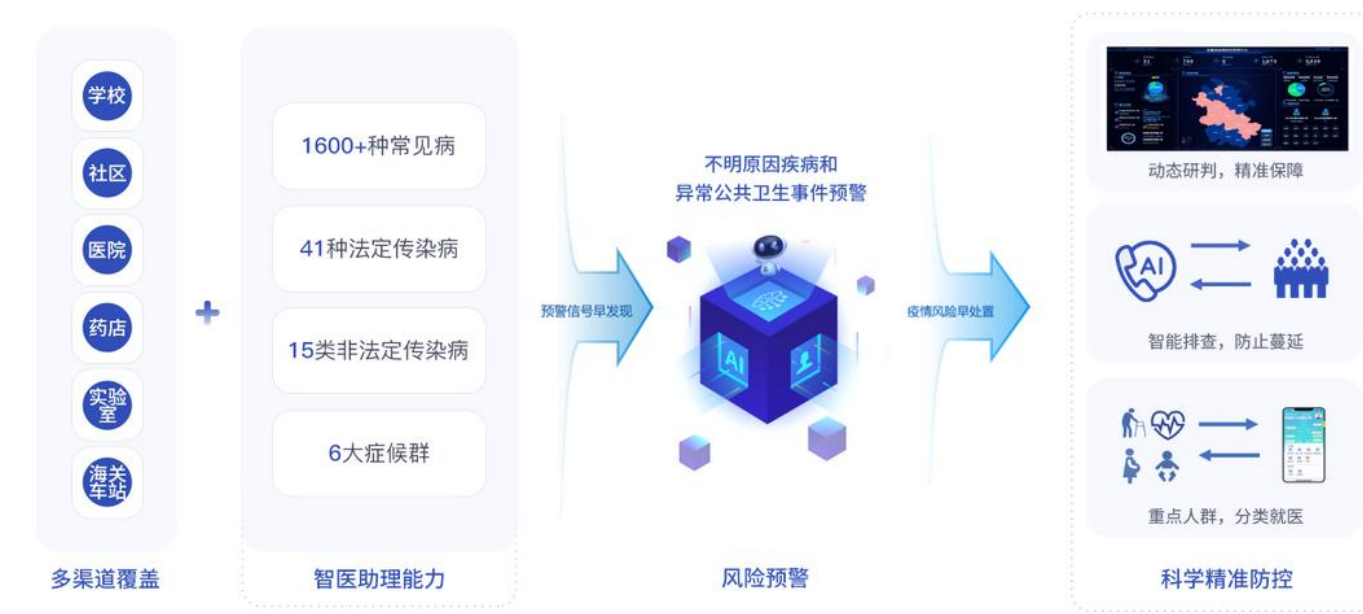 学校
社区
医院
药店
实验
室
海关
车站
多渠道覆盖
1600+种常见病
41种法定传染病
15类非法定传染病
6大症候群
智医助理能力
预警信号早发现
不明原因疾病和
异常公共卫生事件预警
AI
风险预警
疫情风险早处置
动态研判，精准保障
AI
智能排查，防止蔓延
重点人群，分类就医
科学精准防控